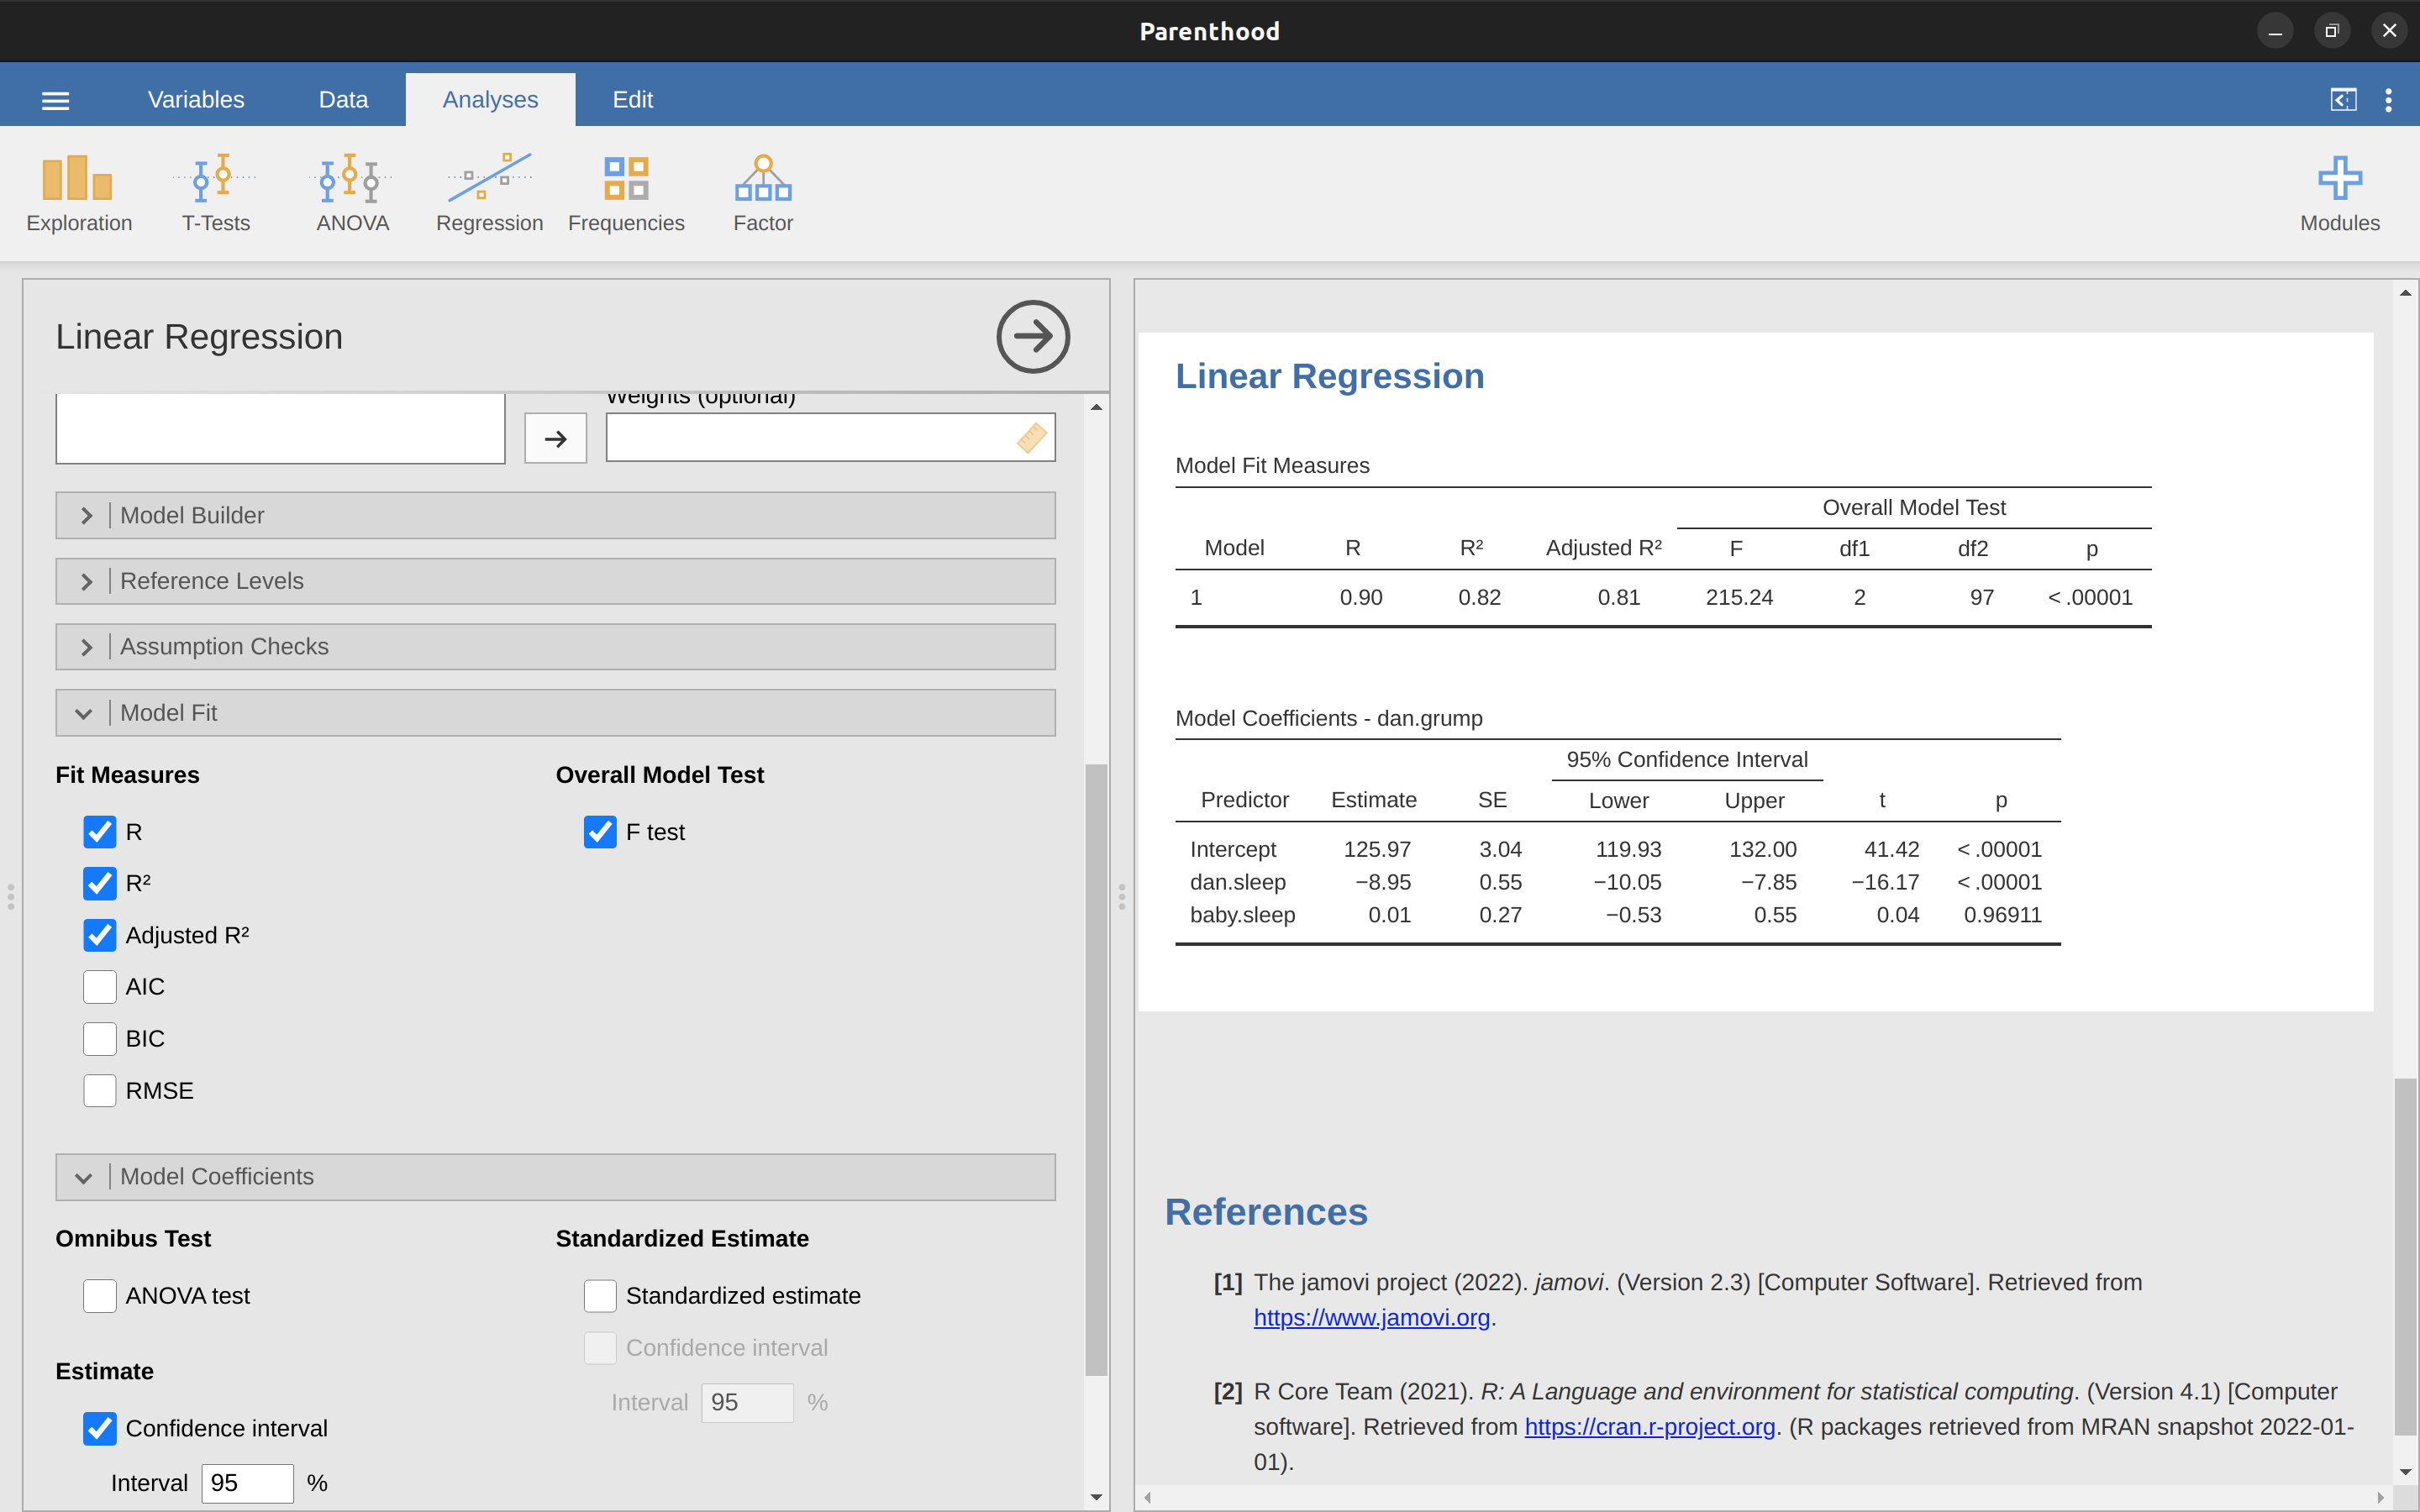 Parenthood
Variables Data Analyses Edit
Exploration T-Tests ANOVA Regression Frequencies Factor Modules
Linear Regression
Weights (optional)
Model Builder
Reference Levels
Assumption Checks
Model Fit
Fit Measures Overall Model Test
R F test
R²
Adjusted R²
AIC
BIC
RMSE
Model Coefficients
Omnibus Test Standardized Estimate
ANOVA test Standardized estimate
Confidence interval
Estimate
Interval 95 %
Confidence interval
Interval 95 %
Linear Regression
Model Fit Measures
Overall Model Test
Model R R² Adjusted R² F df1 df2 p
1 0.90 0.82 0.81 215.24 2 97 < .00001
Model Coefficients - dan.grump
95% Confidence Interval
Predictor Estimate SE Lower Upper t p
Intercept 125.97 3.04 119.93 132.00 41.42 < .00001
dan.sleep −8.95 0.55 −10.05 −7.85 −16.17 < .00001
baby.sleep 0.01 0.27 −0.53 0.55 0.04 0.96911
References
[1] The jamovi project (2022). jamovi. (Version 2.3) [Computer Software]. Retrieved from
https://www.jamovi.org.
[2] R Core Team (2021). R: A Language and environment for statistical computing. (Version 4.1) [Computer
software]. Retrieved from https://cran.r-project.org. (R packages retrieved from MRAN snapshot 2022-01-
01).